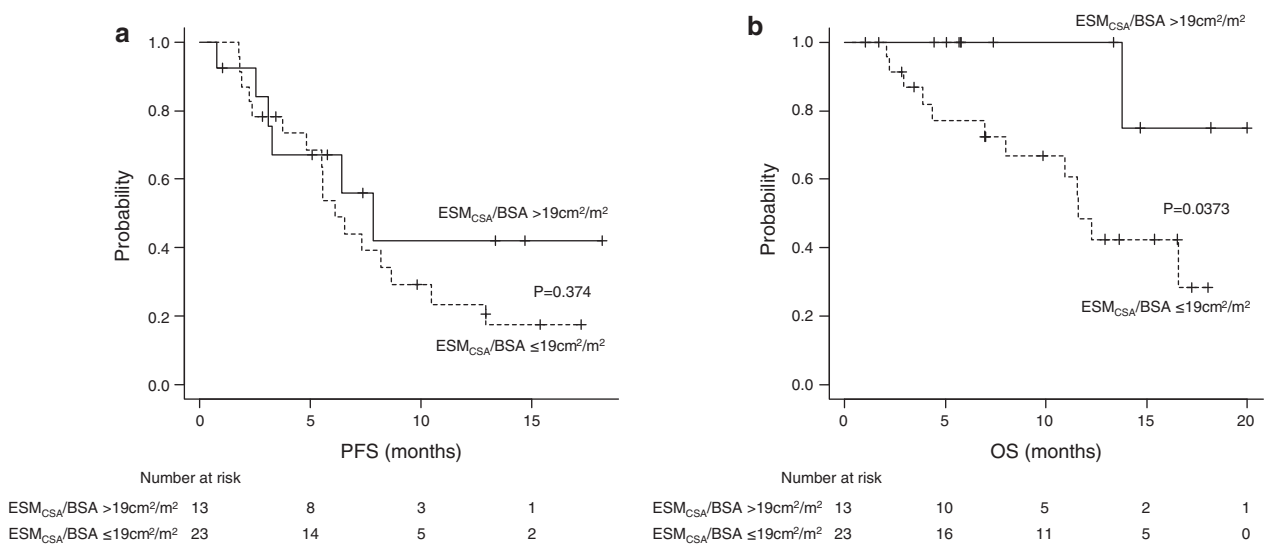 a
1.0
0.8
0.6
0.4
0.2
0.0
Probability
ESMCSA/BSA >19cm²/m²
P=0.374
ESMCSA/BSA ≤19cm²/m²
0 5 10 15
PFS (months)
Number at risk
ESMCSA/BSA >19cm²/m² 13 8 3 1
ESMCSA/BSA ≤19cm²/m² 23 14 5 2
b
ESMCSA/BSA >19cm²/m²
1.0
0.8
0.6
0.4
0.2
0.0
Probability
P=0.0373
ESMCSA/BSA ≤19cm²/m²
0 5 10 15 20
OS (months)
Number at risk
ESMCSA/BSA >19cm²/m² 13 10 5 2 1
ESMCSA/BSA ≤19cm²/m² 23 16 11 5 0